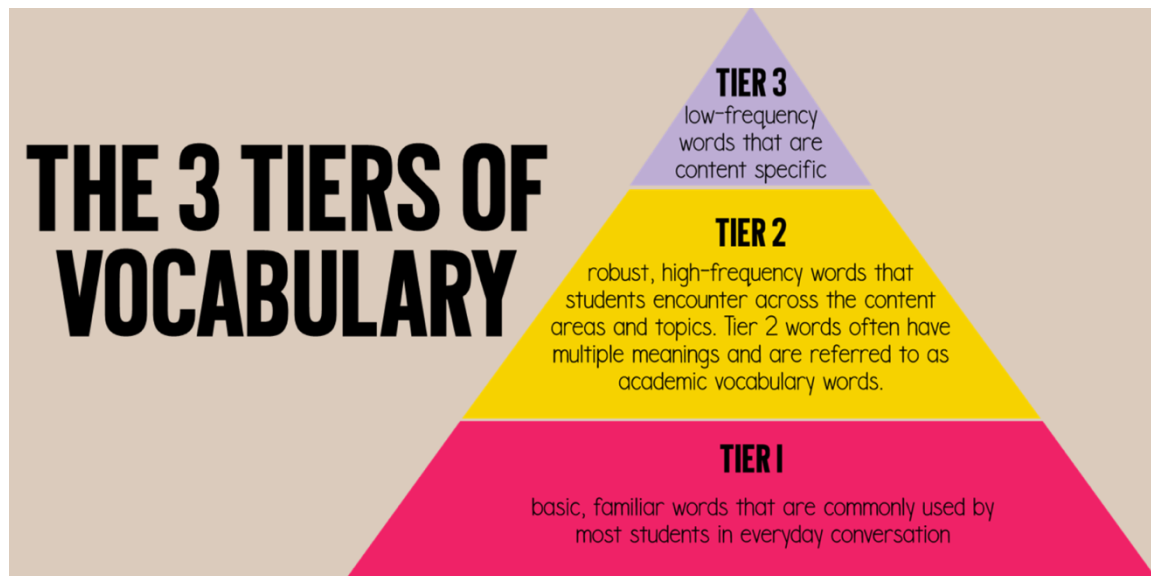 THE 3 TIERS OF
VOCABULARY
TIER 3
low-frequency
words that are
content specific
TIER 2
robust, high-frequency words that
students encounter across the content
areas and topics. Tier 2 words often have
multiple meanings and are referred to as
academic vocabulary words.
TIER 1
basic, familiar words that are commonly used by
most students in everyday conversation